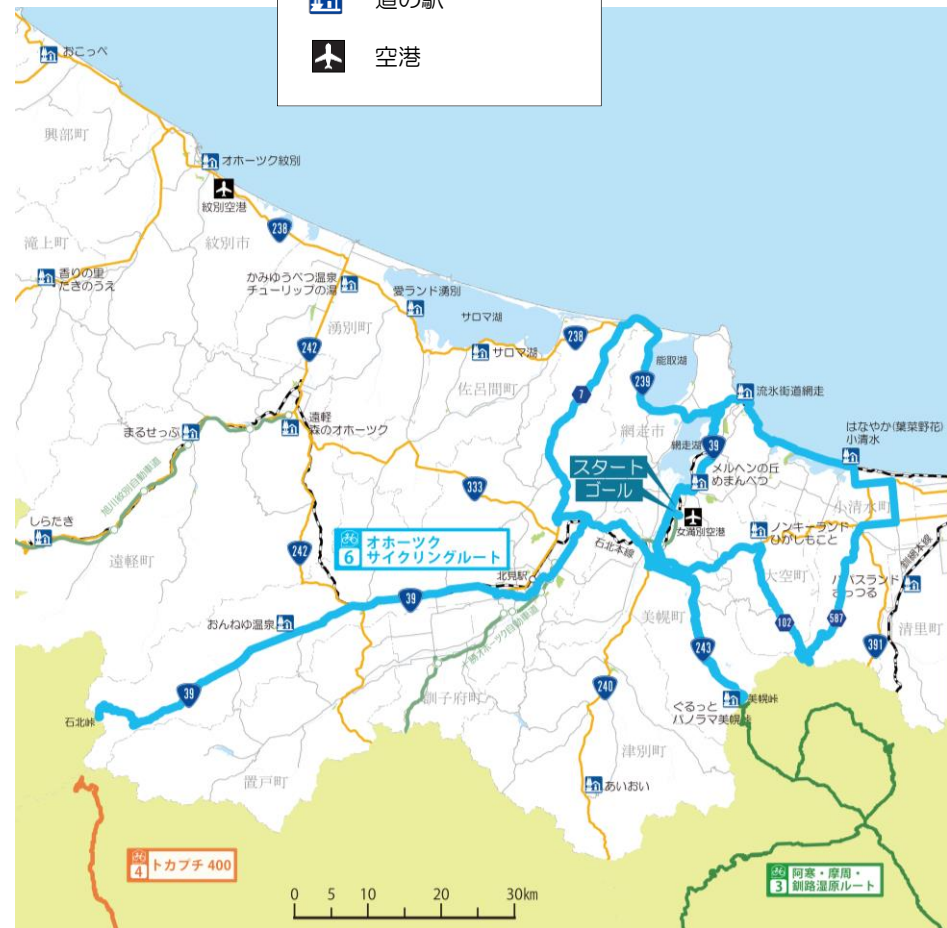 道の駅
空港
おこっぺ
興部町
オホーツク紋別
紋別空港
238
滝上町
紋別市
香りの里
たきのうえ
かみゆうべつ温泉
チューリップの湯
愛ランド湧別
サロマ湖
湧別町
242
サロマ湖
238
能取湖
佐呂間町
7
239
流氷街道網走
遠軽
森のオホーツク
まるせっぷ
網走市
網走湖
39
はなやか(葉菜野花)
小清水
旭川紋別自動車道
333
スタート
ゴール
メルヘンの丘
めまんべつ
女満別空港
小清水町
しらたき
遠軽町
242
6
オホーツク
サイクリングルート
石北本線
ノンキーランド
ひがしもこと
大空町
釧網本線
パパスランド
さっつる
北見駅
39
美幌町
102
587
清里町
おんねゆ温泉
243
391
39
訓子府町
240
石北峠
ぐるっと
パノラマ美幌峠
美幌峠
置戸町
津別町
あいおい
4
トカプチ 400
3
阿寒・摩周・
釧路湿原ルート
0 5 10 20 30km